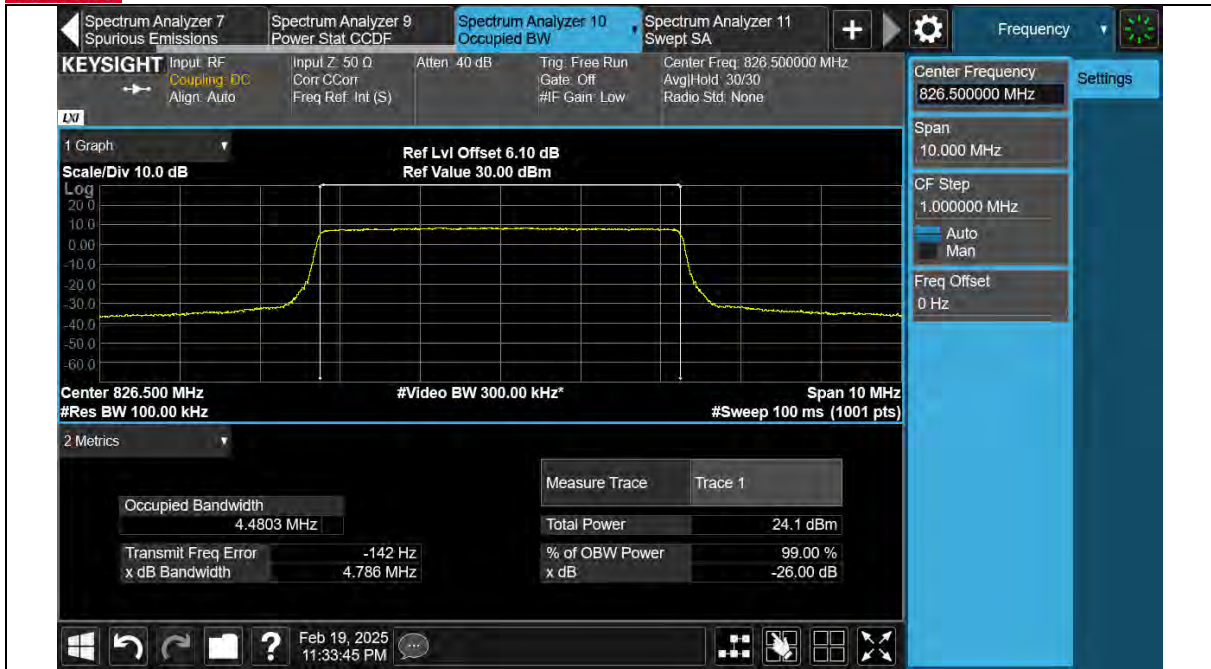 Spectrum Analyzer 7
Spurious Emissions
Spectrum Analyzer 9
Power Stat CCDF
Spectrum Analyzer 10
Occupied BW
Spectrum Analyzer 11
Swept SA
+
Frequency
KEYSIGHT
Input: RF
Coupling: DC
Align: Auto
Input Z: 50 Ω
Corr CCorr
Freq Ref: Int (S)
Atten: 40 dB
Trig: Free Run
Gate: Off
#IF Gain: Low
Center Freq: 826.500000 MHz
Avg|Hold: 30/30
Radio Std: None
LXI
Center Frequency
826.500000 MHz
Settings
Span
10.000 MHz
CF Step
1.000000 MHz
Auto
Man
Freq Offset
0 Hz
1 Graph
Scale/Div 10.0 dB
Ref Lvl Offset 6.10 dB
Ref Value 30.00 dBm
Log
20.0
10.0
0.00
-10.0
-20.0
-30.0
-40.0
-50.0
-60.0
Center 826.500 MHz
#Video BW 300.00 kHz*
Span 10 MHz
#Res BW 100.00 kHz
#Sweep 100 ms (1001 pts)
2 Metrics
Measure Trace Trace 1
Occupied Bandwidth
4.4803 MHz
Total Power 24.1 dBm
Transmit Freq Error -142 Hz
% of OBW Power 99.00 %
x dB Bandwidth 4.786 MHz
x dB -26.00 dB
?
Feb 19, 2025
11:33:45 PM